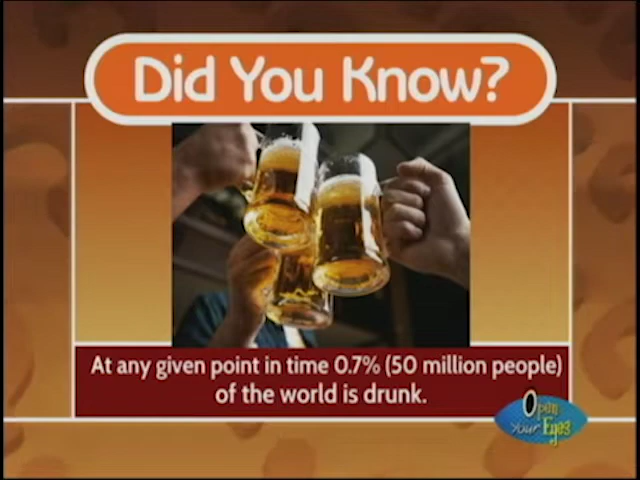 Did You Know?
At any given point in time 0.7% (50 million people)
of the world is drunk.
Open
Your Eyes